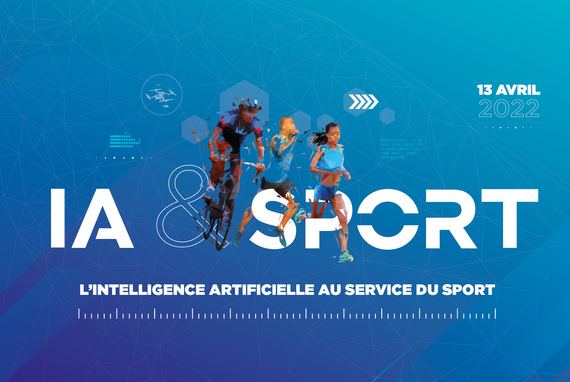 13 AVRIL
2022
IA & SPORT
L'INTELLIGENCE ARTIFICIELLE AU SERVICE DU SPORT